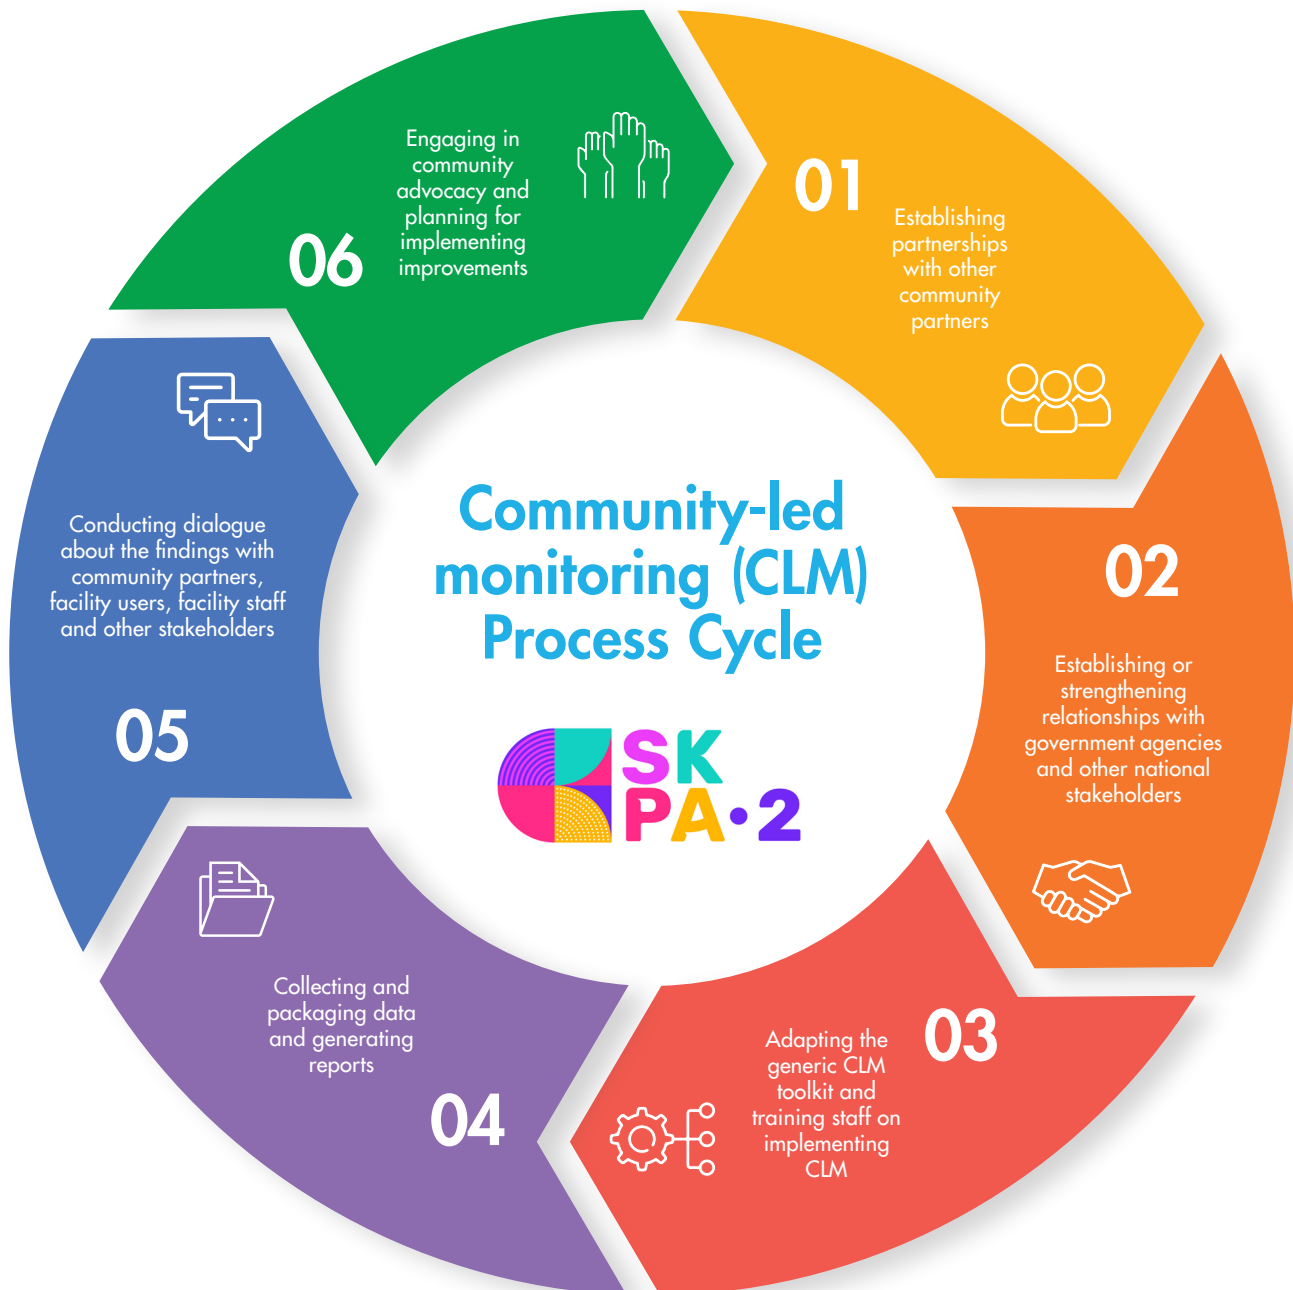 Community-led
monitoring (CLM)
Process Cycle
SK
PA·2
01
Establishing
partnerships
with other
community
partners
02
Establishing or
strengthening
relationships with
government agencies
and other national
stakeholders
03
Adapting the
generic CLM
toolkit and
training staff on
implementing
CLM
04
Collecting and
packaging data
and generating
reports
05
Conducting dialogue
about the findings with
community partners,
facility users, facility staff
and other stakeholders
06
Engaging in
community
advocacy and
planning for
implementing
improvements